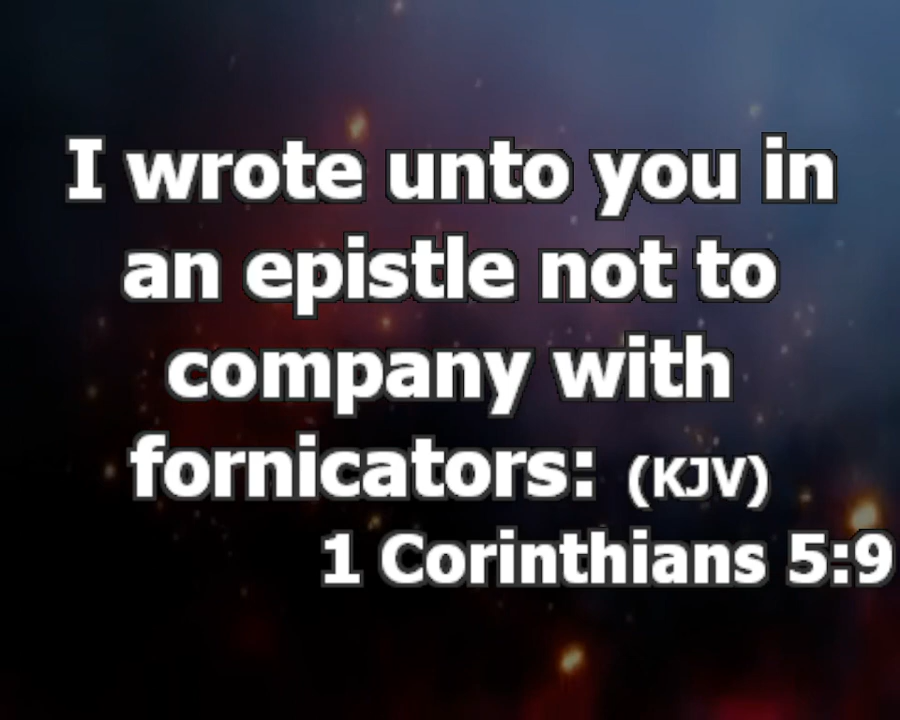 I wrote unto you in
an epistle not to
company with
fornicators: (KJV)
1 Corinthians 5:9